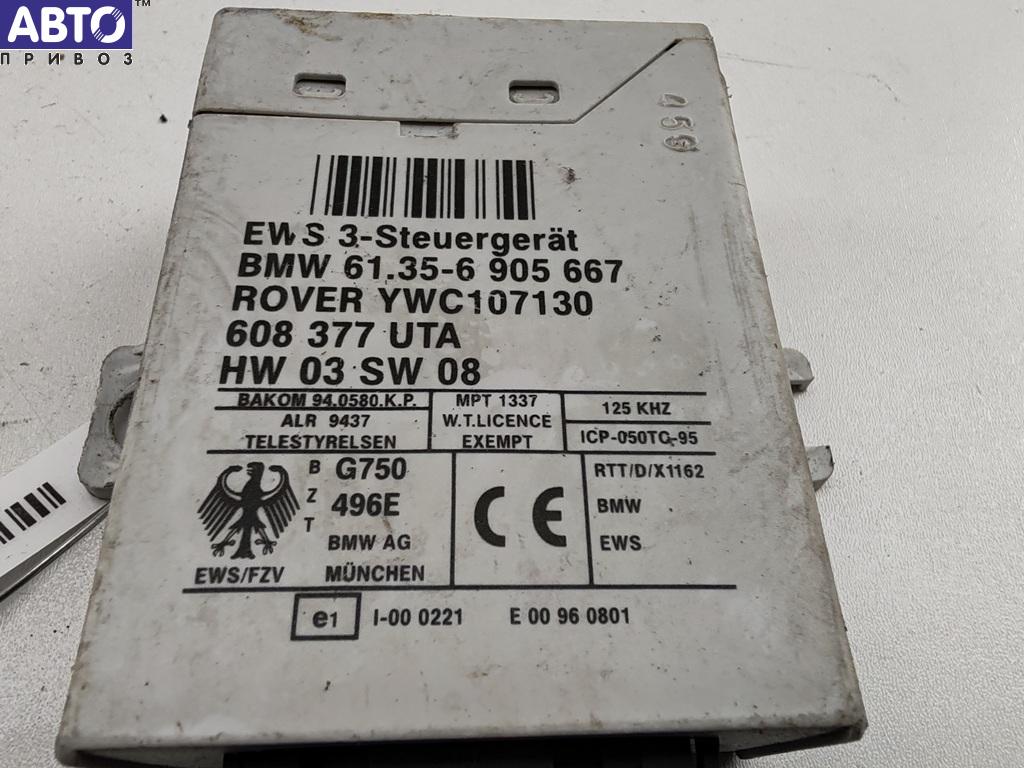 АВТО™
ПРИВОЗ
EWS 3-Steuergerät
BMW 61.35-6 905 667
ROVER YWC107130
608 377 UTA
HW 03 SW 08
BAKOM 94.0580.K.P.
ALR 9437
TELESTYRELSEN
MPT 1337
W.T.LICENCE
EXEMPT
125 KHZ
ICP-050TC-95
BZT
G750
496E
BMW AG
MÜNCHEN
EWS/FZV
CE
RTT/D/X1162
BMW
EWS
e1
I-00 0221
E 00 96 0801